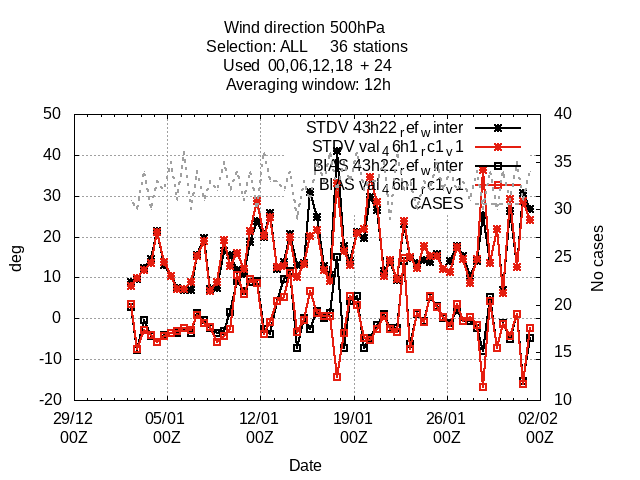 Wind direction 500hPa
Selection: ALL 36 stations
Used 00,06,12,18 + 24
Averaging window: 12h
50 40
40 35
30 30
20 25
10 20
0
-10 15
-20 10
deg
No cases
STDV 43h22_ref_winter
STDV val_46h1_rc1_v1
BIAS 43h22_ref_winter
BIAS val_46h1_rc1_v1
CASES
29/12 05/01 12/01 19/01 26/01 02/02
00Z 00Z 00Z 00Z 00Z 00Z
Date